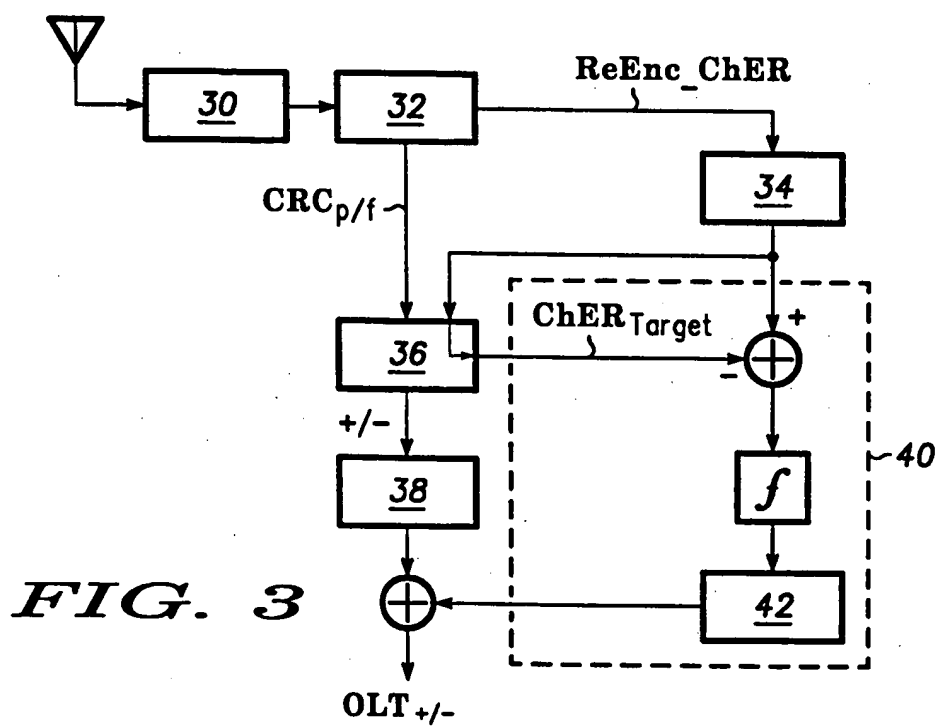 ReEnc_ChER
30
32
34
CRCp/f
ChERTarget
+
-
36
+/-
40
38
f
42
FIG. 3
OLT+/-